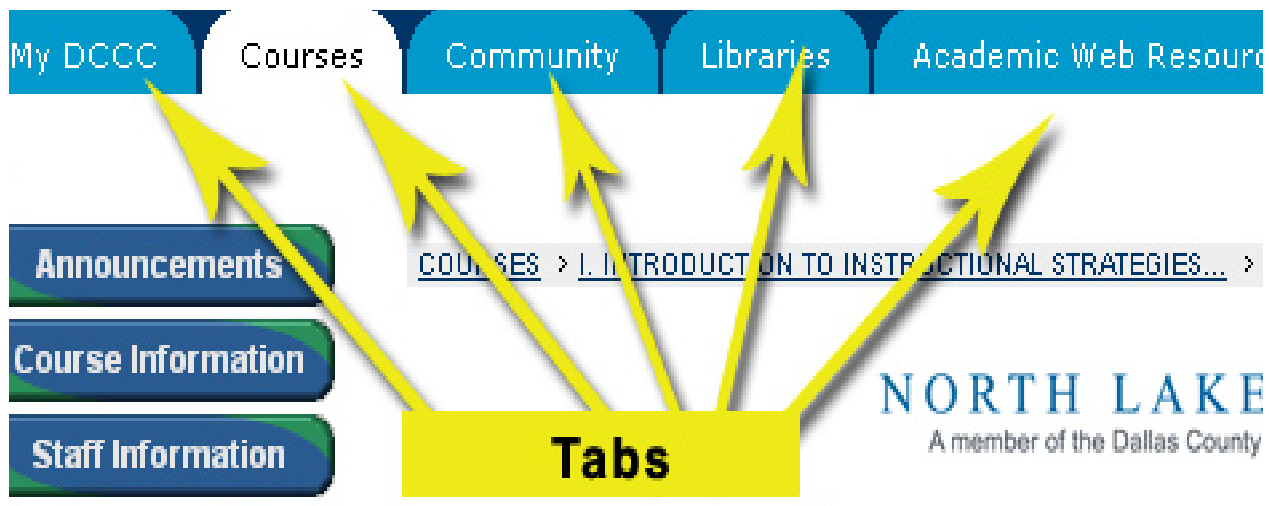 My DCCC Courses Community Libraries Academic Web Resourc
Announcements
COURSES > I. INTRODUCTION TO INSTRUCTIONAL STRATEGIES... >
Course Information
NORTH LAKE
A member of the Dallas County
Staff Information
Tabs